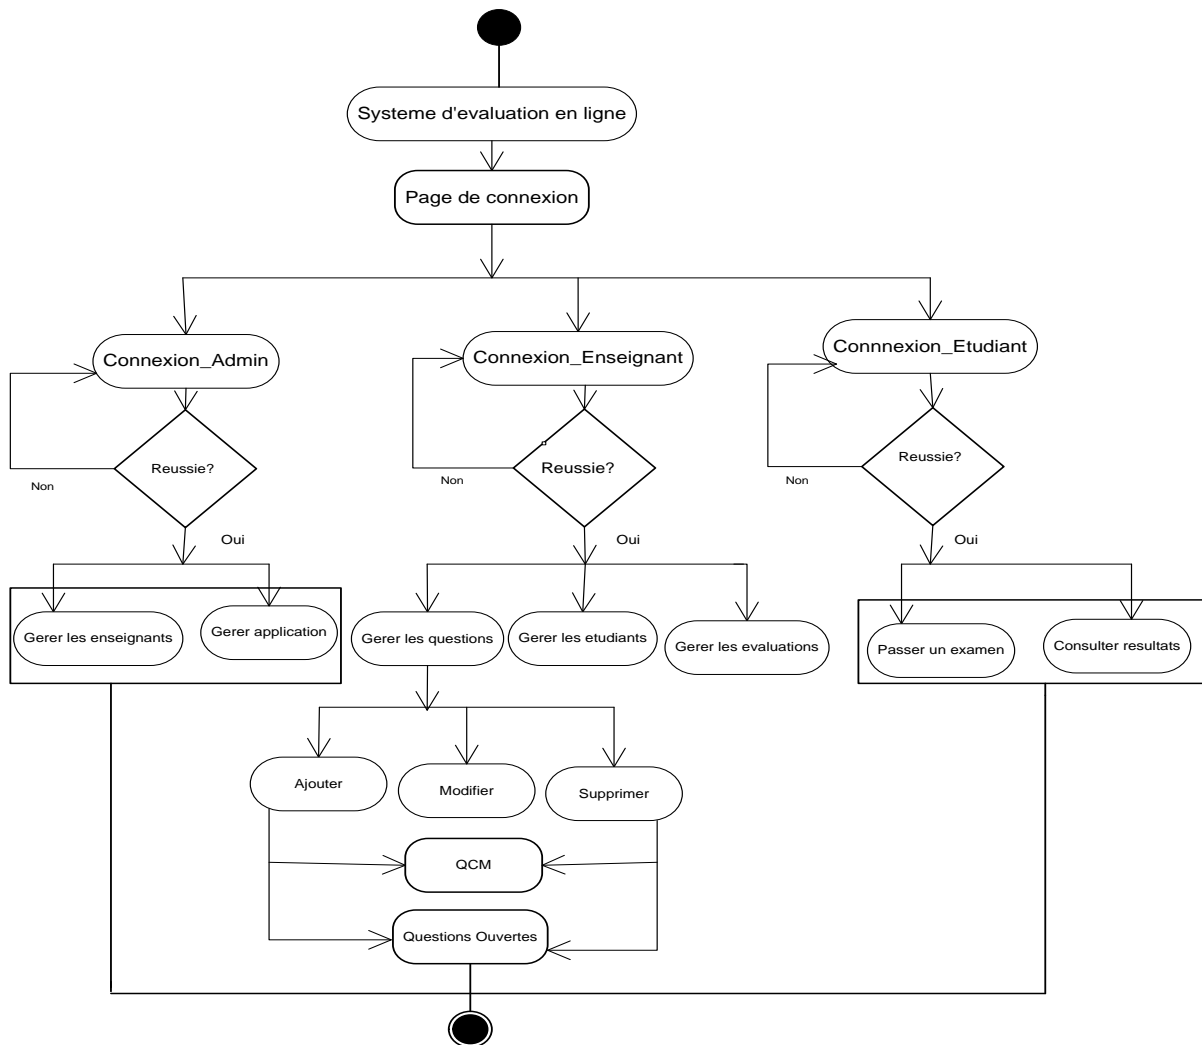 Systeme d'evaluation en ligne
Page de connexion
Connexion_Admin
Connexion_Enseignant
Connnexion_Etudiant
Reussie?
Reussie?
Reussie?
Non
Non
Non
Oui
Oui
Oui
Gerer les enseignants
Gerer application
Gerer les questions
Gerer les etudiants
Gerer les evaluations
Passer un examen
Consulter resultats
Ajouter
Modifier
Supprimer
QCM
Questions Ouvertes